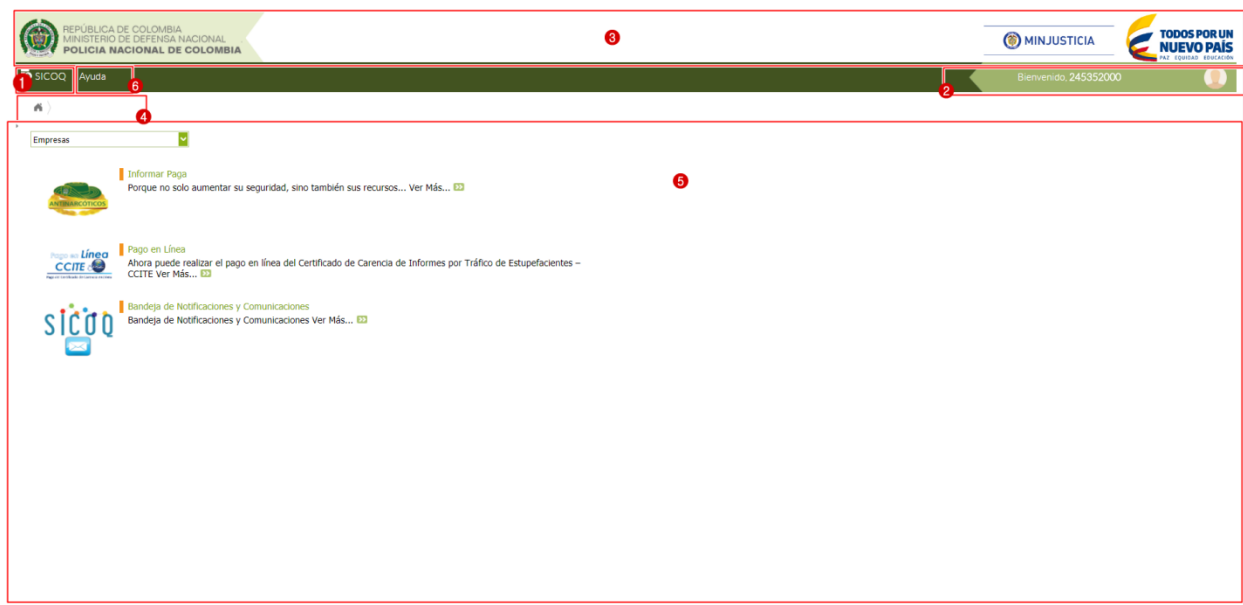 REPÚBLICA DE COLOMBIA
MINISTERIO DE DEFENSA NACIONAL
POLICIA NACIONAL DE COLOMBIA
3
MINJUSTICIA
TODOS POR UN
NUEVO PAÍS
PAZ EQUIDAD EDUCACIÓN
1
SICOQ
Ayuda
6
2
Bienvenido, 245352000
4
Empresas
5
ANTINARCÓTICOS
Informar Paga
Porque no solo aumentar su seguridad, sino también sus recursos... Ver Más...
Pago en Línea
CCITE
Pago en Línea
Ahora puede realizar el pago en línea del Certificado de Carencia de Informes por Tráfico de Estupefacientes –
CCITE Ver Más...
sicoq
Bandeja de Notificaciones y Comunicaciones
Bandeja de Notificaciones y Comunicaciones Ver Más...